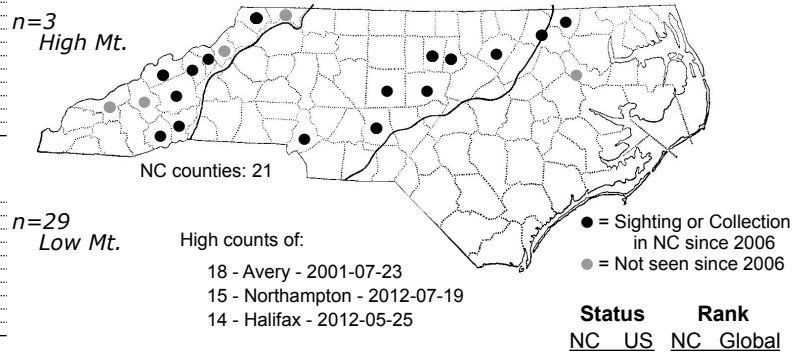 n=3
High Mt.
NC counties: 21
n=29
Low Mt.
High counts of:
18 - Avery - 2001-07-23
15 - Northampton - 2012-07-19
14 - Halifax - 2012-05-25
● = Sighting or Collection
in NC since 2006
● = Not seen since 2006
Status Rank
NC US NC Global